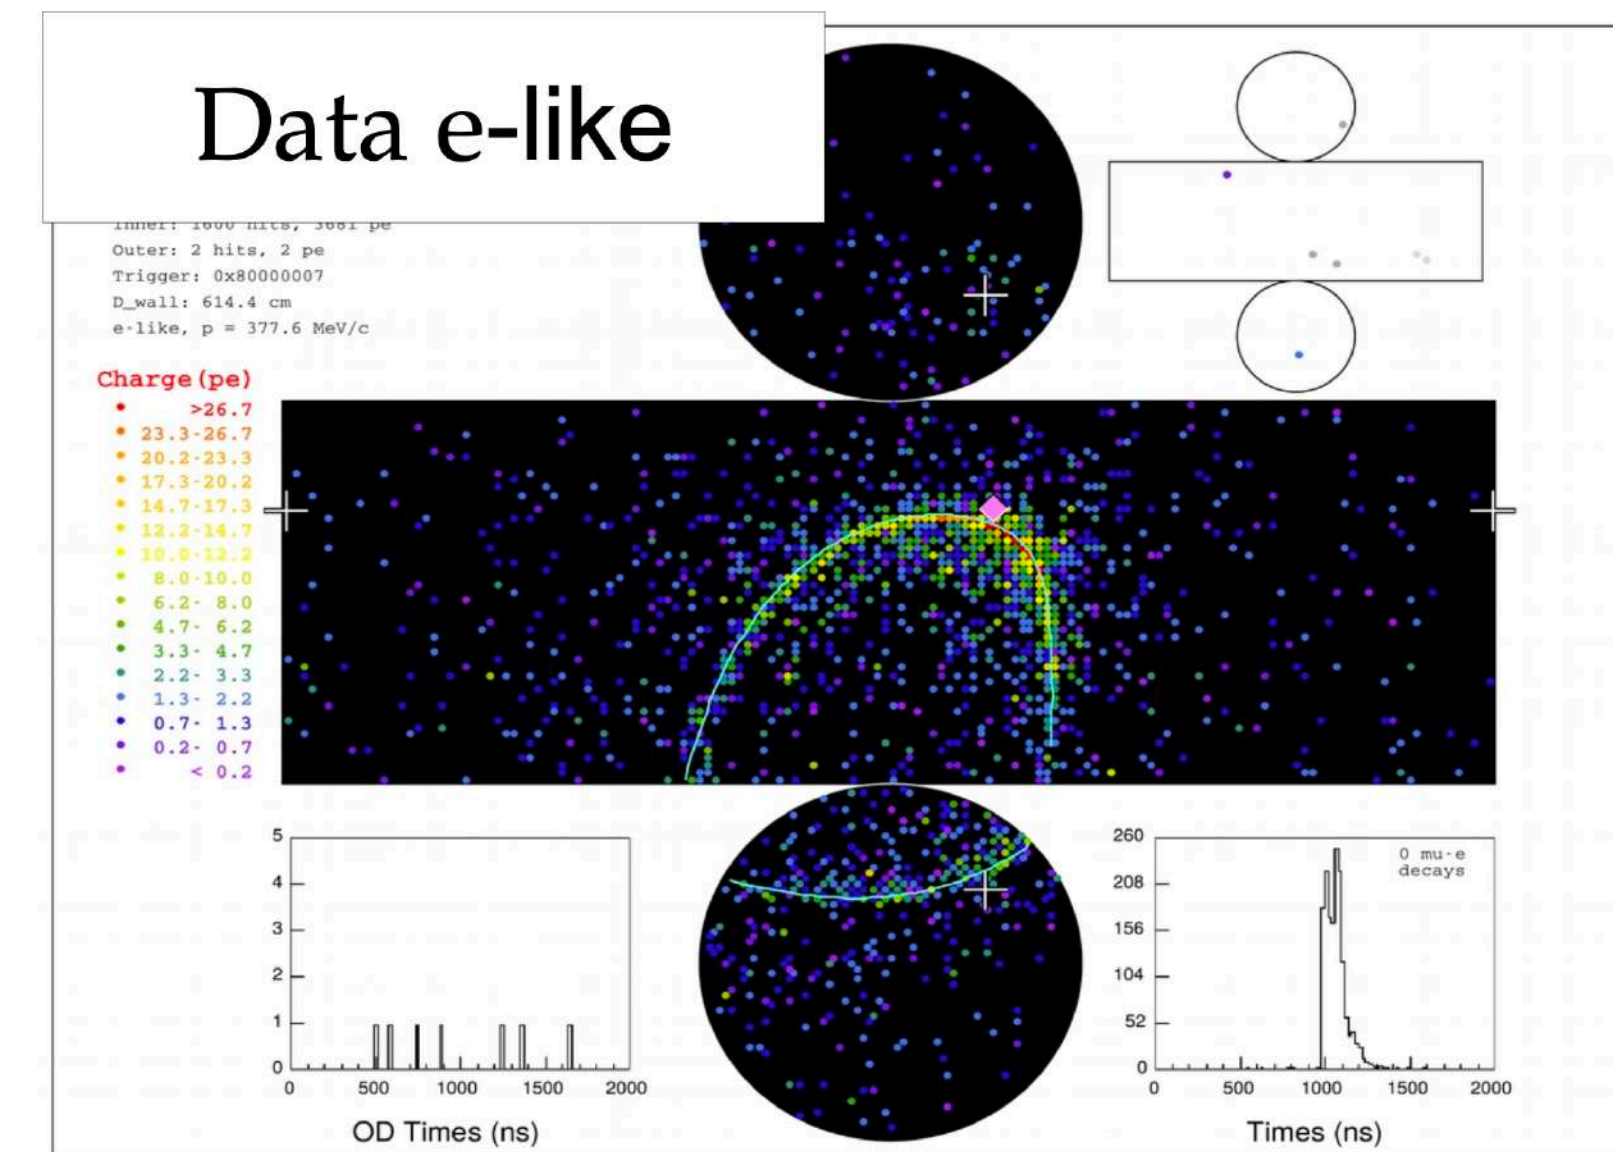 Data e-like
Inner: 1600 hits, 3681 pe
Outer: 2 hits, 2 pe
Trigger: 0x80000007
D_wall: 614.4 cm
e-like, p = 377.6 MeV/c
Charge(pe)
>26.7
23.3-26.7
20.2-23.3
17.3-20.2
14.7-17.3
12.2-14.7
10.0-12.2
8.0-10.0
6.2- 8.0
4.7- 6.2
3.3- 4.7
2.2- 3.3
1.3- 2.2
0.7- 1.3
0.2- 0.7
< 0.2
5
4
3
2
1
0
0 500 1000 1500 2000
OD Times (ns)
260
208
156
104
52
0
0 mu-e
decays
0 500 1000 1500 2000
Times (ns)